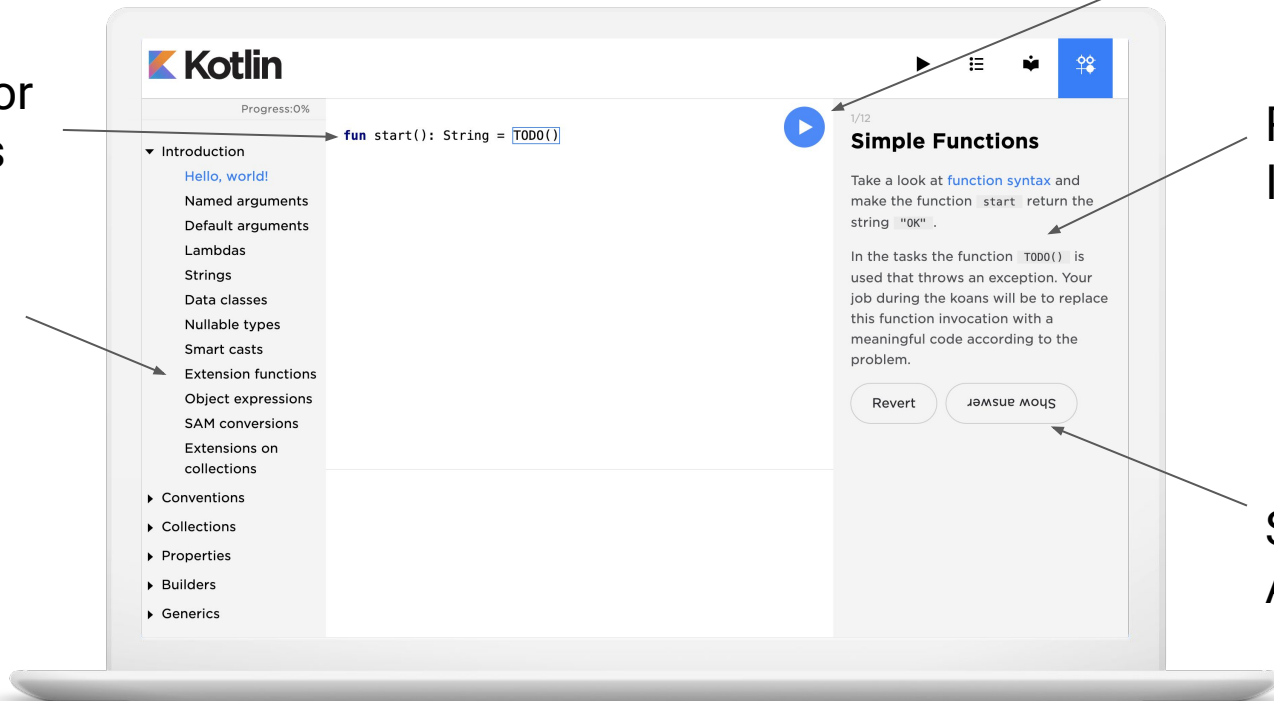 Kotlin
Progress:0%
Introduction
Hello, world!
Named arguments
Default arguments
Lambdas
Strings
Data classes
Nullable types
Smart casts
Extension functions
Object expressions
SAM conversions
Extensions on
collections
Conventions
Collections
Properties
Builders
Generics
fun start(): String = TODO()
1/12
Simple Functions
Take a look at function syntax and
make the function start return the
string "OK" .
In the tasks the function TODO() is
used that throws an exception. Your
job during the koans will be to replace
this function invocation with a
meaningful code according to the
problem.
Revert
Show answer